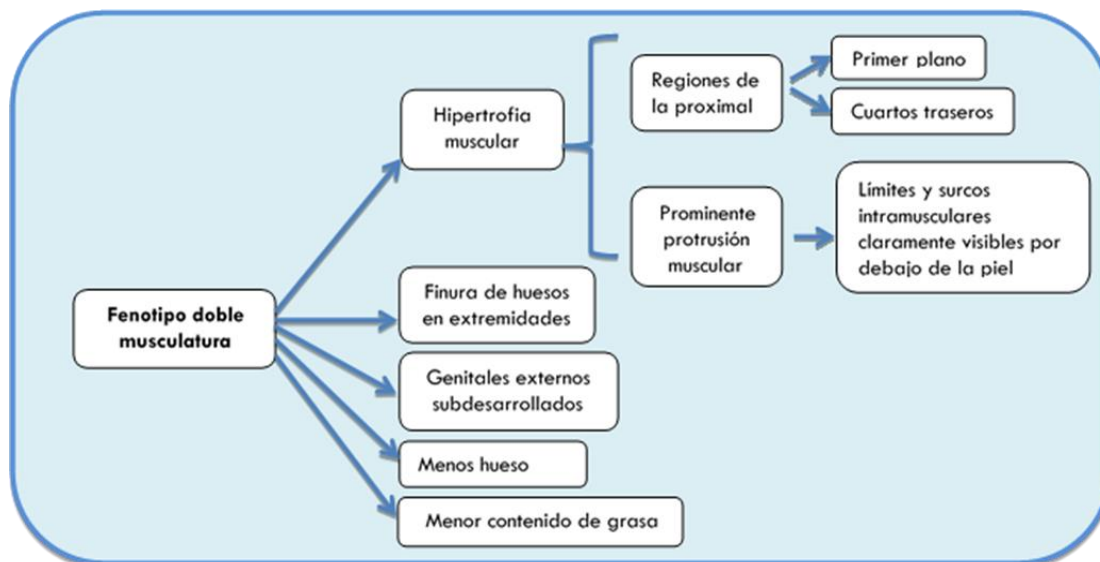 Fenotipo doble
musculatura
Hipertrofia
muscular
Regiones de
la proximal
Primer plano
Cuartos traseros
Prominente
protrusión
muscular
Límites y surcos
intramusculares
claramente visibles por
debajo de la piel
Finura de huesos
en extremidades
Genitales externos
subdesarrollados
Menos hueso
Menor contenido de grasa